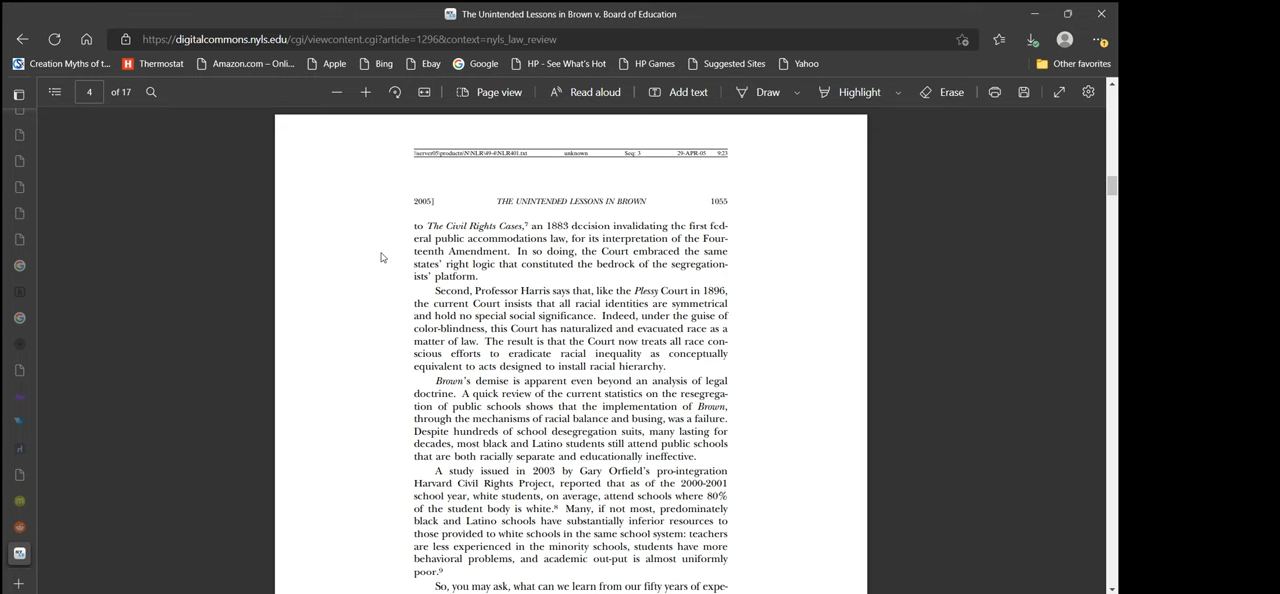 The Unintended Lessons in Brown v. Board of Education
https://digitalcommons.nyls.edu/cgi/viewcontent.cgi?article=1296&context=nyls_law_review
Creation Myths of t... Thermostat Amazon.com – Onli... Apple Bing Ebay Google HP - See What's Hot HP Games Suggested Sites Yahoo Other favorites
4 of 17 Page view Read aloud Add text Draw Highlight Erase
\\server05\productn\N\NLR\49-4\NLR401.txt unknown Seq: 3 29-APR-05 9:23
2005] THE UNINTENDED LESSONS IN BROWN 1055
to The Civil Rights Cases,7 an 1883 decision invalidating the first fed-
eral public accommodations law, for its interpretation of the Four-
teenth Amendment. In so doing, the Court embraced the same
states' right logic that constituted the bedrock of the segregation-
ists' platform.
Second, Professor Harris says that, like the Plessy Court in 1896,
the current Court insists that all racial identities are symmetrical
and hold no special social significance. Indeed, under the guise of
color-blindness, this Court has naturalized and evacuated race as a
matter of law. The result is that the Court now treats all race con-
scious efforts to eradicate racial inequality as conceptually
equivalent to acts designed to install racial hierarchy.
Brown's demise is apparent even beyond an analysis of legal
doctrine. A quick review of the current statistics on the resegrega-
tion of public schools shows that the implementation of Brown,
through the mechanisms of racial balance and busing, was a failure.
Despite hundreds of school desegregation suits, many lasting for
decades, most black and Latino students still attend public schools
that are both racially separate and educationally ineffective.
A study issued in 2003 by Gary Orfield's pro-integration
Harvard Civil Rights Project, reported that as of the 2000-2001
school year, white students, on average, attend schools where 80%
of the student body is white.8 Many, if not most, predominately
black and Latino schools have substantially inferior resources to
those provided to white schools in the same school system: teachers
are less experienced in the minority schools, students have more
behavioral problems, and academic out-put is almost uniformly
poor.9
So, you may ask, what can we learn from our fifty years of expe-